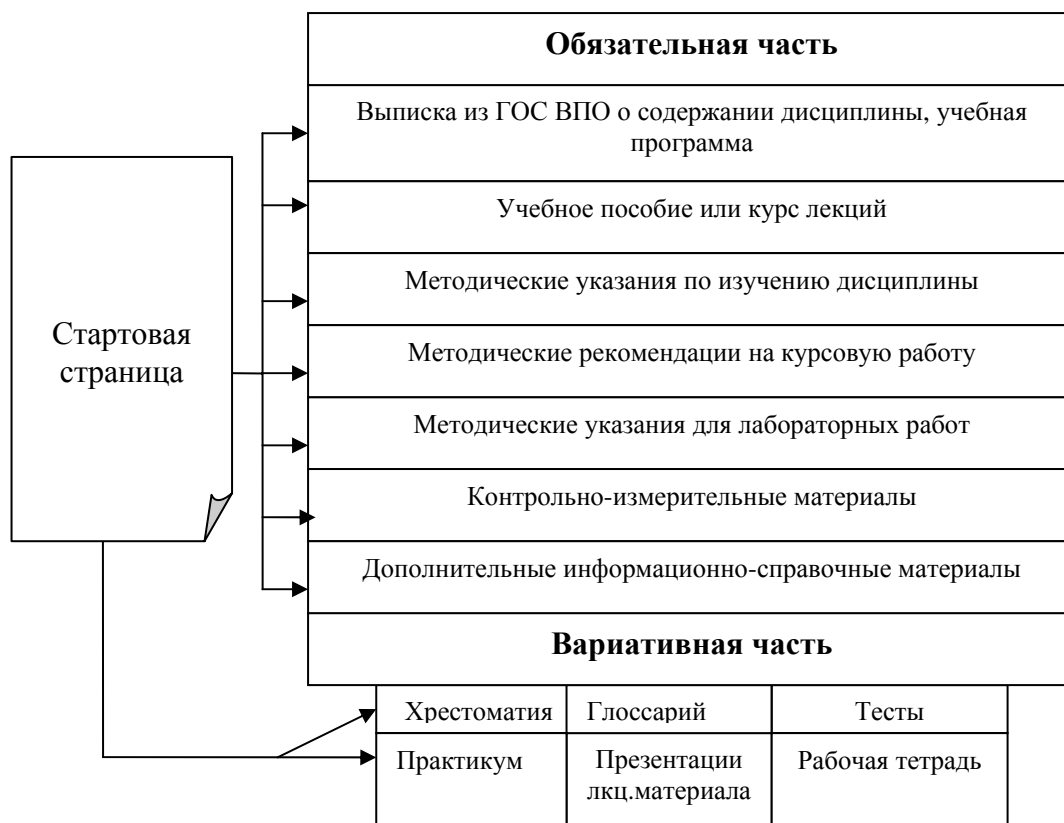 Обязательная часть
Выписка из ГОС ВПО о содержании дисциплины, учебная
программа
Учебное пособие или курс лекций
Методические указания по изучению дисциплины
Стартовая
страница
Методические рекомендации на курсовую работу
Методические указания для лабораторных работ
Контрольно-измерительные материалы
Дополнительные информационно-справочные материалы
Вариативная часть
Хрестоматия Глоссарий Тесты
Практикум Презентации Рабочая тетрадь
лкц.материала